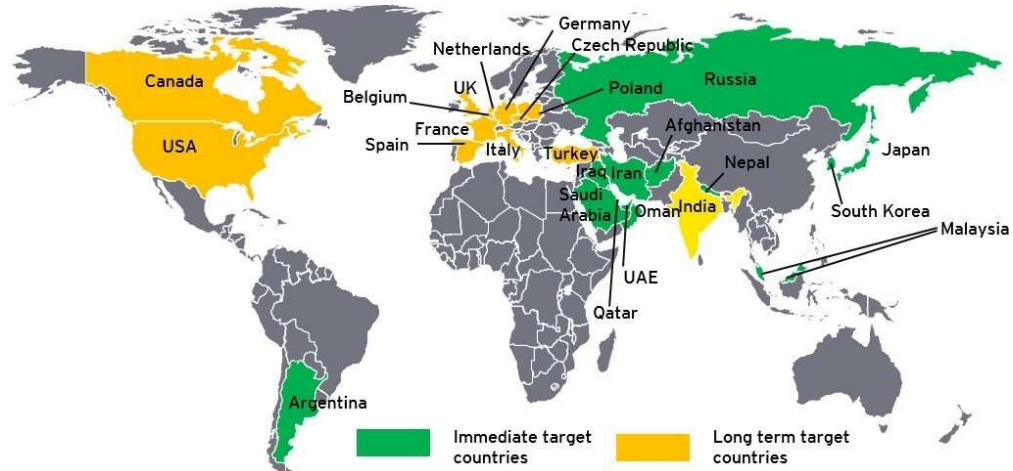 Germany
Netherlands
Czech Republic
Canada
UK
Russia
Belgium
Poland
France
Afghanistan
USA
Spain
Italy
Turkey
Japan
Nepal
Iraq
Iran
Saudi
Arabia
Oman
India
South Korea
Malaysia
UAE
Qatar
Argentina
Immediate target
countries
Long term target
countries